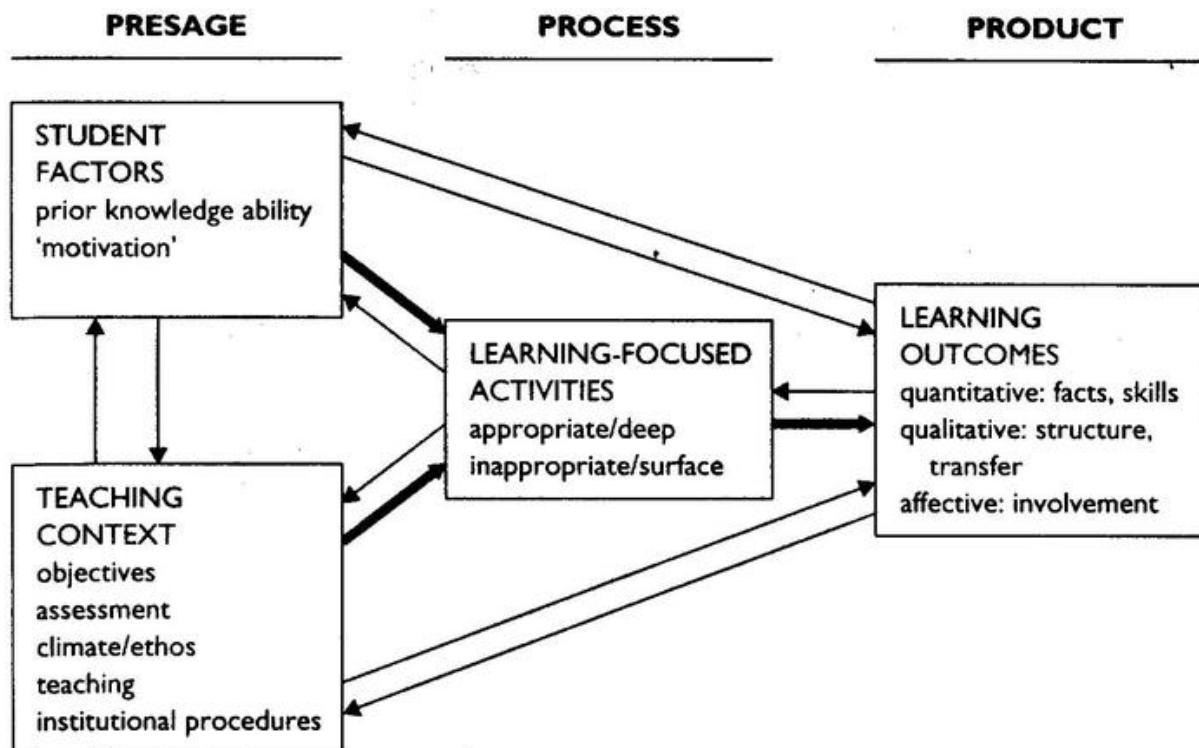 PRESAGE
PROCESS
PRODUCT
STUDENT
FACTORS
prior knowledge ability
‘motivation’
TEACHING
CONTEXT
objectives
assessment
climate/ethos
teaching
institutional procedures
LEARNING-FOCUSED
ACTIVITIES
appropriate/deep
inappropriate/surface
LEARNING
OUTCOMES
quantitative: facts, skills
qualitative: structure,
transfer
affective: involvement